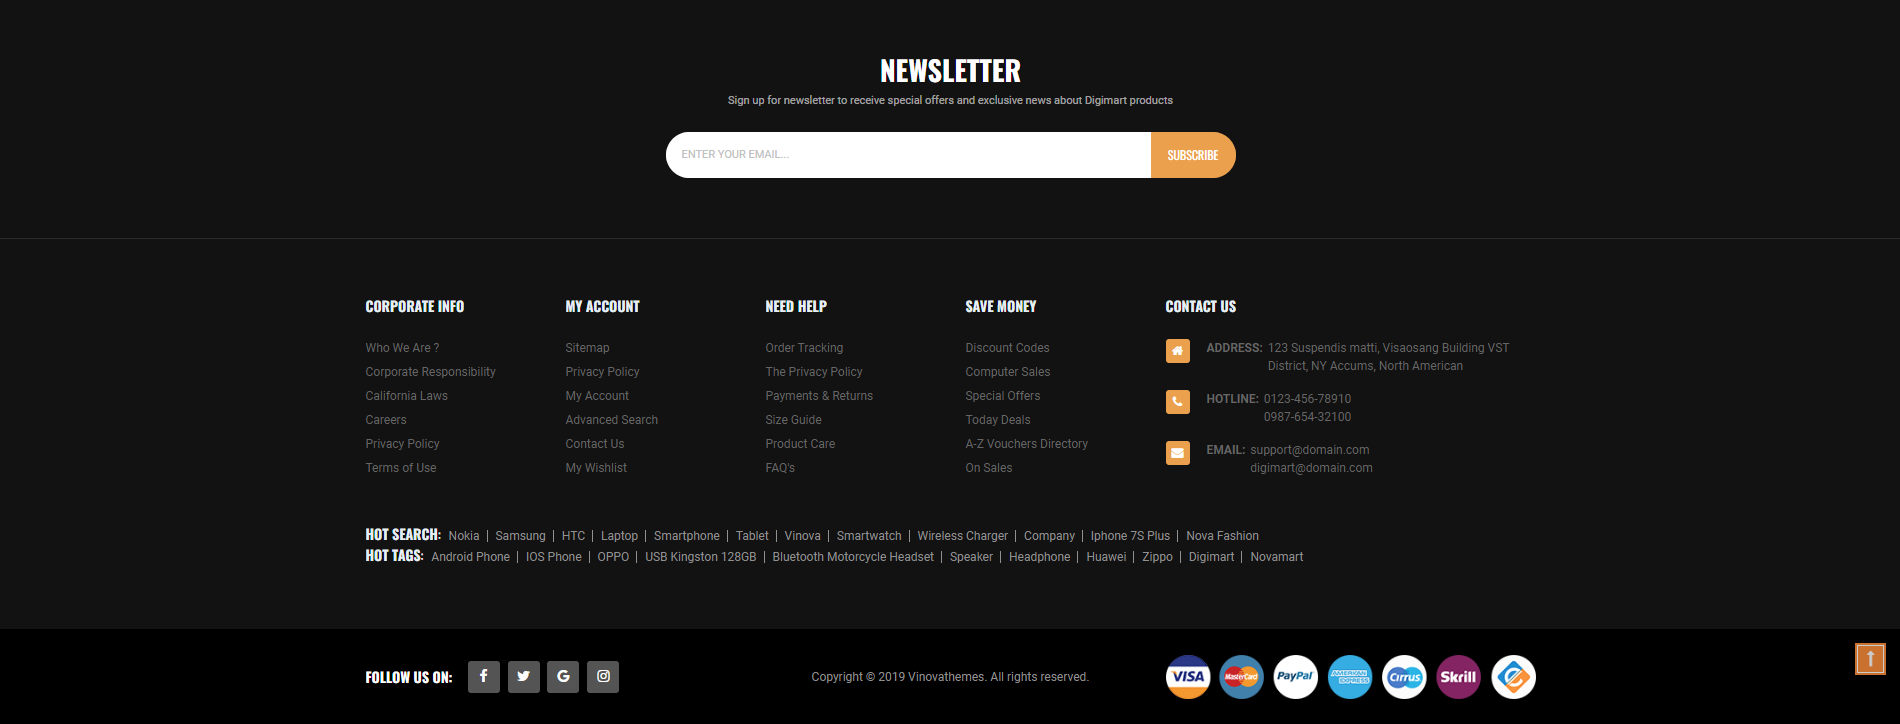 NEWSLETTER
Sign up for newsletter to receive special offers and exclusive news about Digimart products
ENTER YOUR EMAIL...
SUBSCRIBE
CORPORATE INFO
Who We Are ?
Corporate Responsibility
California Laws
Careers
Privacy Policy
Terms of Use
MY ACCOUNT
Sitemap
Privacy Policy
My Account
Advanced Search
Contact Us
My Wishlist
NEED HELP
Order Tracking
The Privacy Policy
Payments & Returns
Size Guide
Product Care
FAQ's
SAVE MONEY
Discount Codes
Computer Sales
Special Offers
Today Deals
A-Z Vouchers Directory
On Sales
CONTACT US
ADDRESS: 123 Suspendis matti, Visaosang Building VST
District, NY Accums, North American
HOTLINE: 0123-456-78910
0987-654-32100
EMAIL: support@domain.com
digimart@domain.com
HOT SEARCH: Nokia | Samsung | HTC | Laptop | Smartphone | Tablet | Vinova | Smartwatch | Wireless Charger | Company | Iphone 7S Plus | Nova Fashion
HOT TAGS: Android Phone | IOS Phone | OPPO | USB Kingston 128GB | Bluetooth Motorcycle Headset | Speaker | Headphone | Huawei | Zippo | Digimart | Novamart
FOLLOW US ON:
Copyright © 2019 Vinovathemes. All rights reserved.
VISA
MasterCard
PayPal
AMERICAN EXPRESS
Cirrus
Skrill